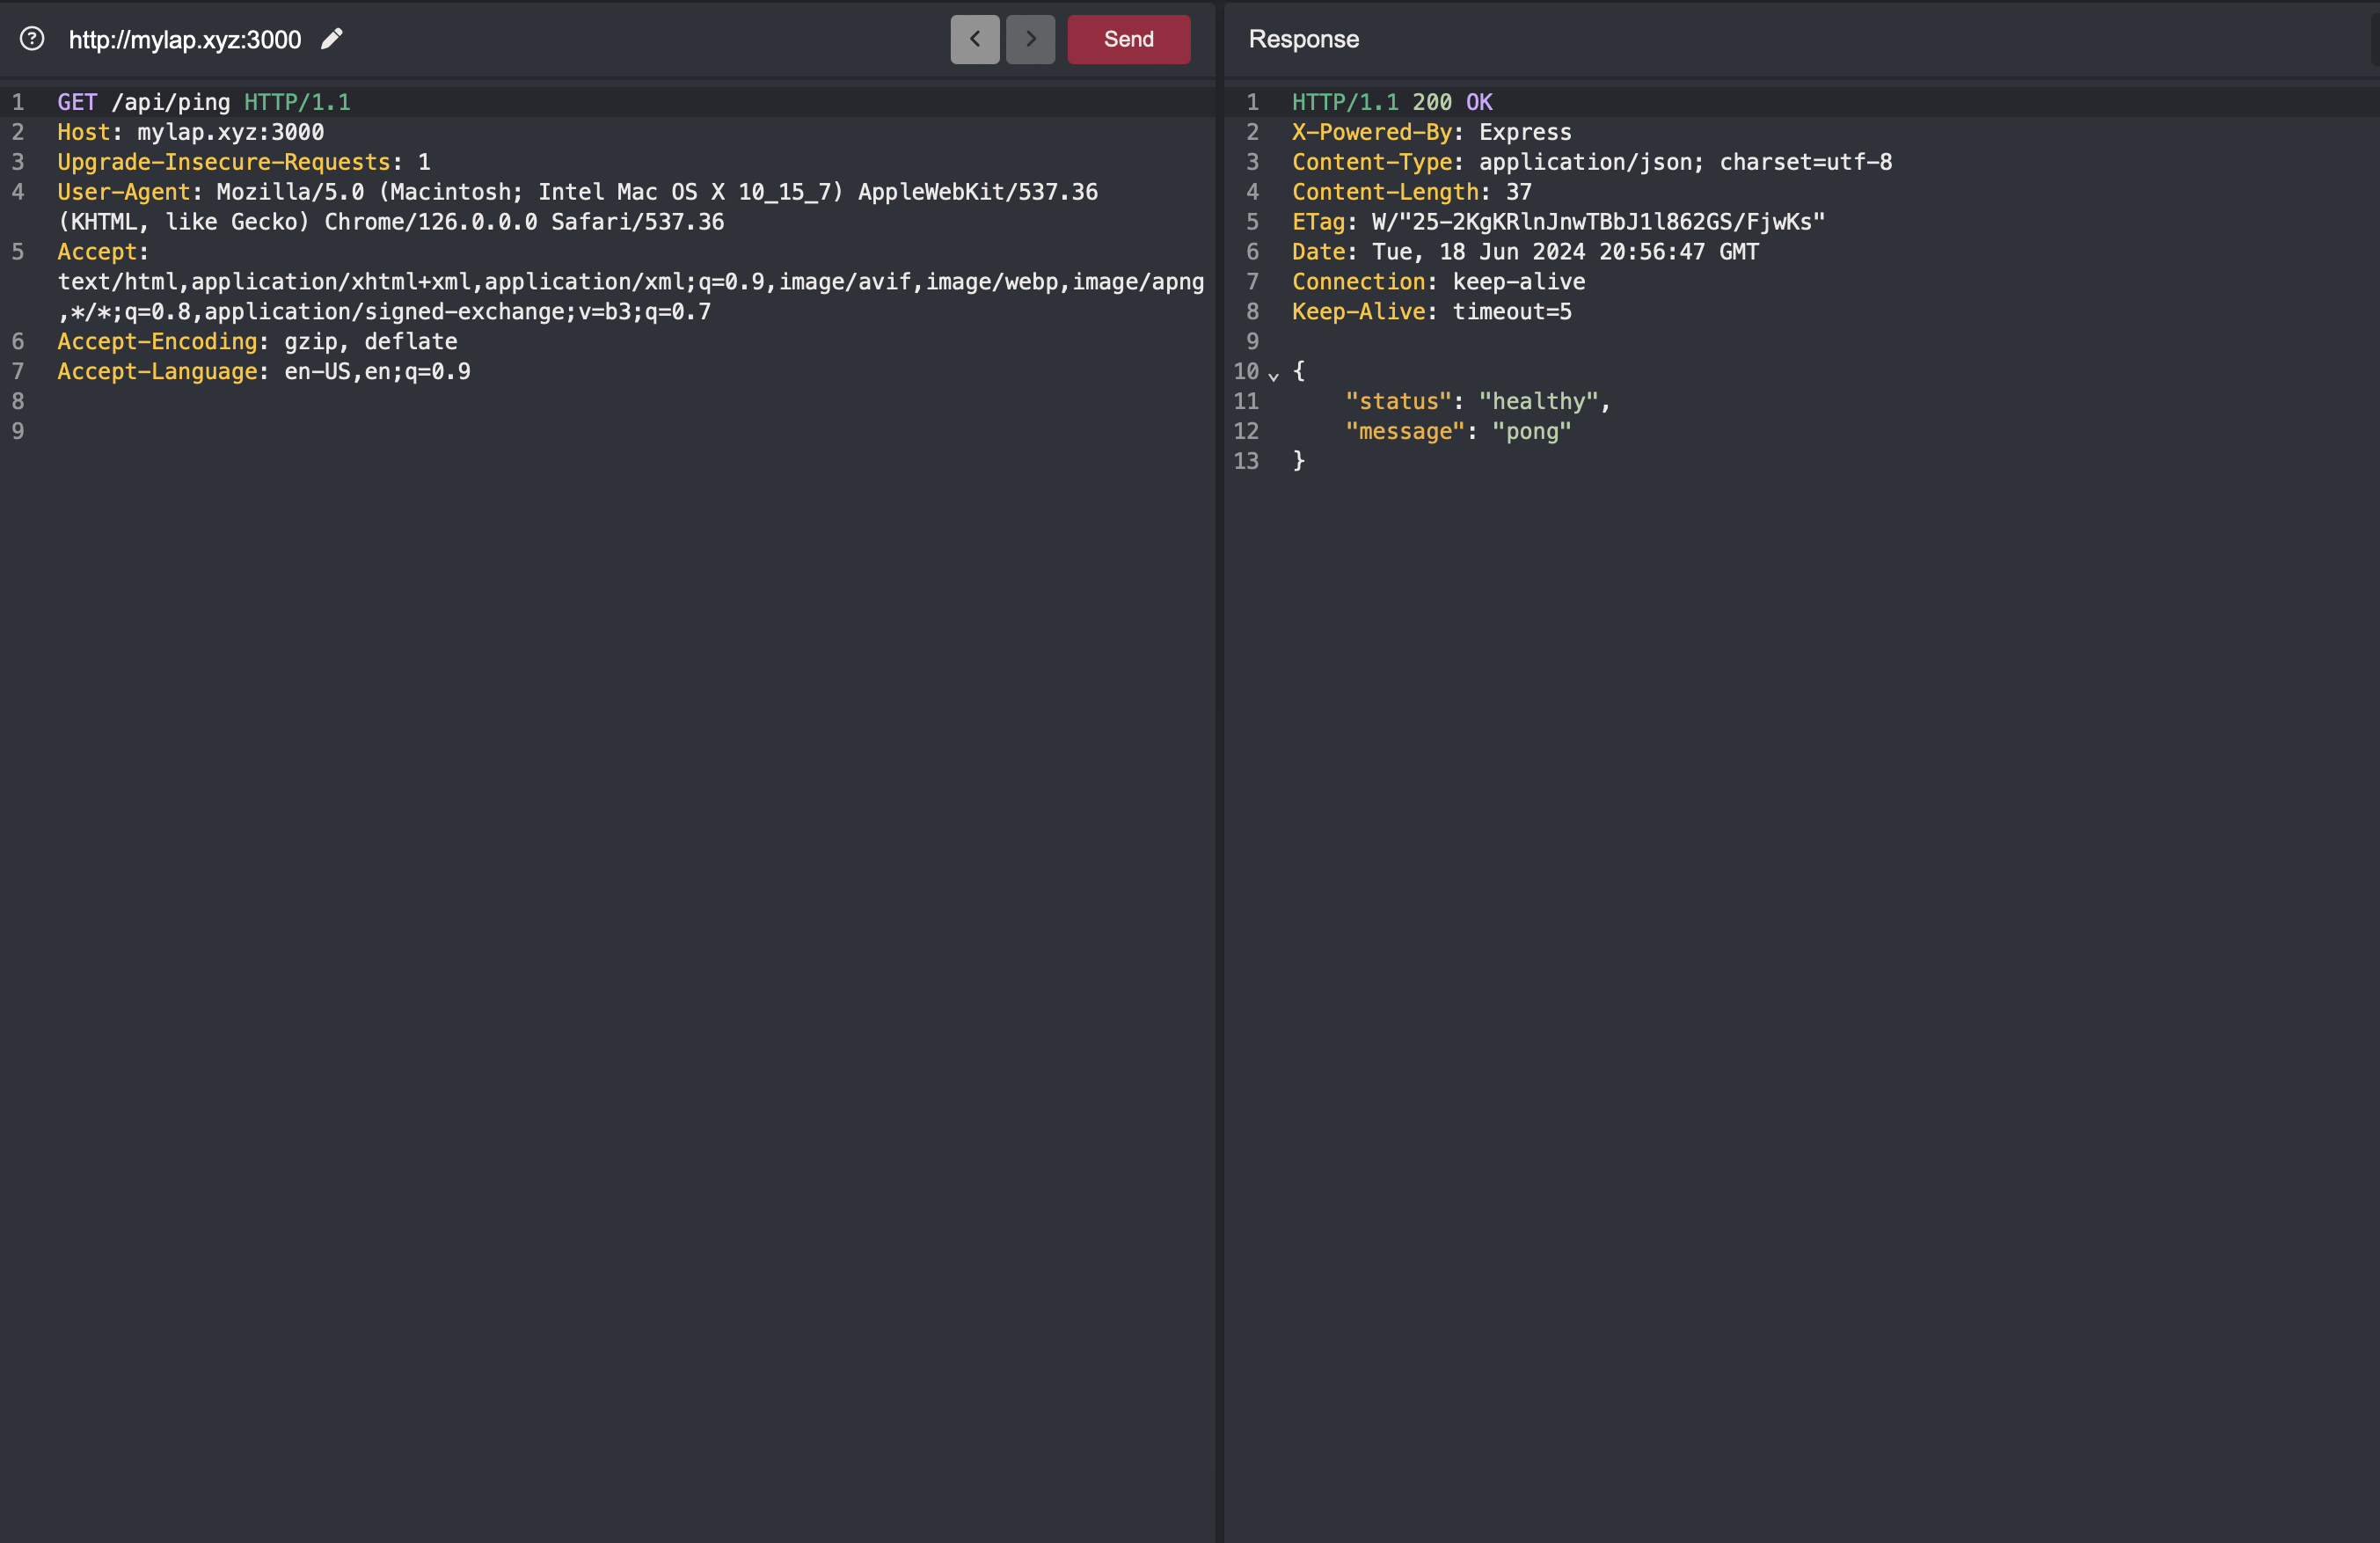 http://mylap.xyz:3000
Send
1 GET /api/ping HTTP/1.1
2 Host: mylap.xyz:3000
3 Upgrade-Insecure-Requests: 1
4 User-Agent: Mozilla/5.0 (Macintosh; Intel Mac OS X 10_15_7) AppleWebKit/537.36
(KHTML, like Gecko) Chrome/126.0.0.0 Safari/537.36
5 Accept:
text/html,application/xhtml+xml,application/xml;q=0.9,image/avif,image/webp,image/apng
,*/*;q=0.8,application/signed-exchange;v=b3;q=0.7
6 Accept-Encoding: gzip, deflate
7 Accept-Language: en-US,en;q=0.9
8
9
Response
1 HTTP/1.1 200 OK
2 X-Powered-By: Express
3 Content-Type: application/json; charset=utf-8
4 Content-Length: 37
5 ETag: W/"25-2KgKRlnJnwTBbJ1l862GS/FjwKs"
6 Date: Tue, 18 Jun 2024 20:56:47 GMT
7 Connection: keep-alive
8 Keep-Alive: timeout=5
9
10 {
11 "status": "healthy",
12 "message": "pong"
13 }